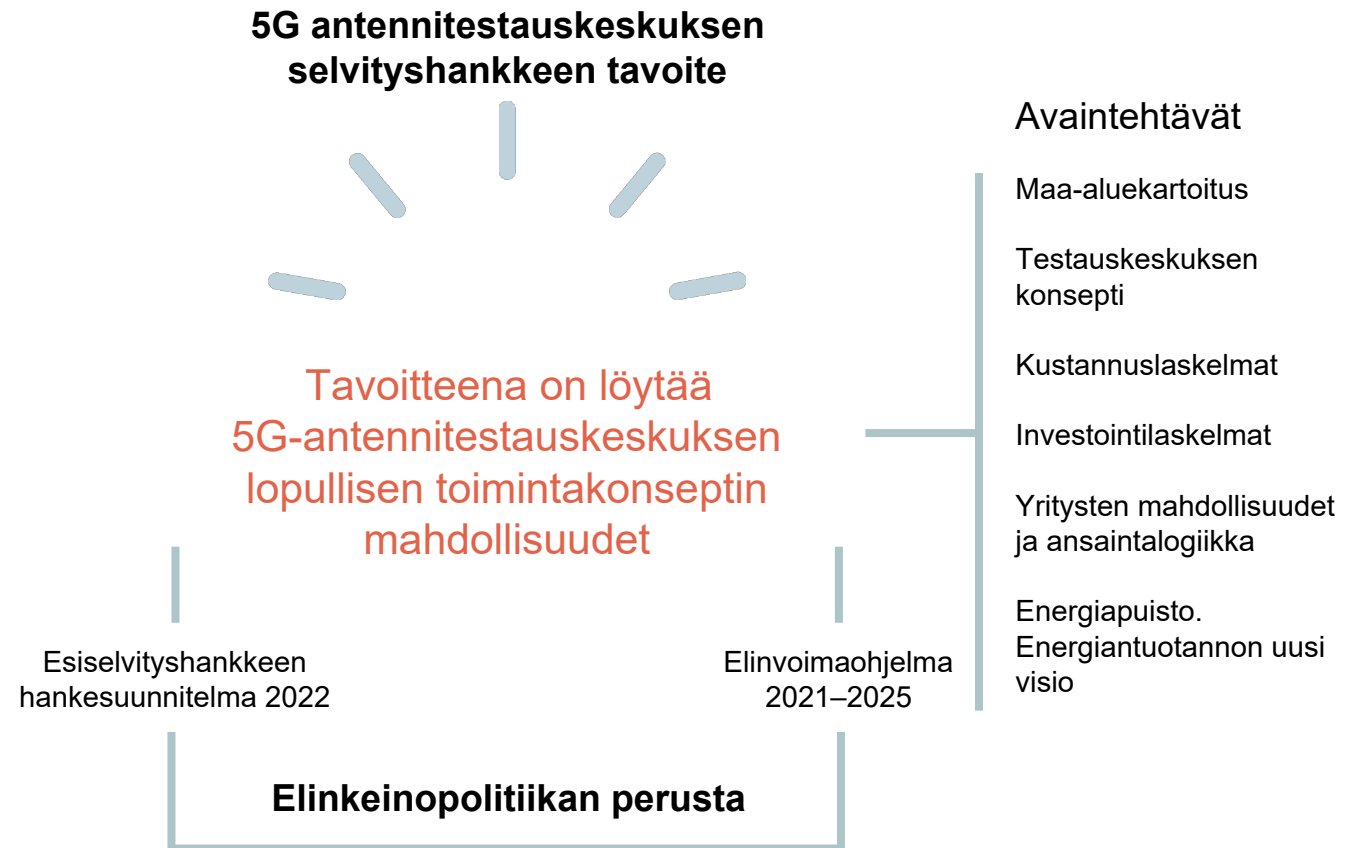 5G antennitestauskeskuksen
selvityshankkeen tavoite
Tavoitteena on löytää
5G-antennitestauskeskuksen
lopullisen toimintakonseptin
mahdollisuudet
Esiselvityshankkeen
hankesuunnitelma 2022
Elinvoimaohjelma
2021–2025
Elinkeinopolitiikan perusta
Avaintehtävät
Maa-aluekartoitus
Testauskeskuksen
konsepti
Kustannuslaskelmat
Investointilaskelmat
Yritysten mahdollisuudet
ja ansaintalogiikka
Energiapuisto.
Energiantuotannon uusi
visio